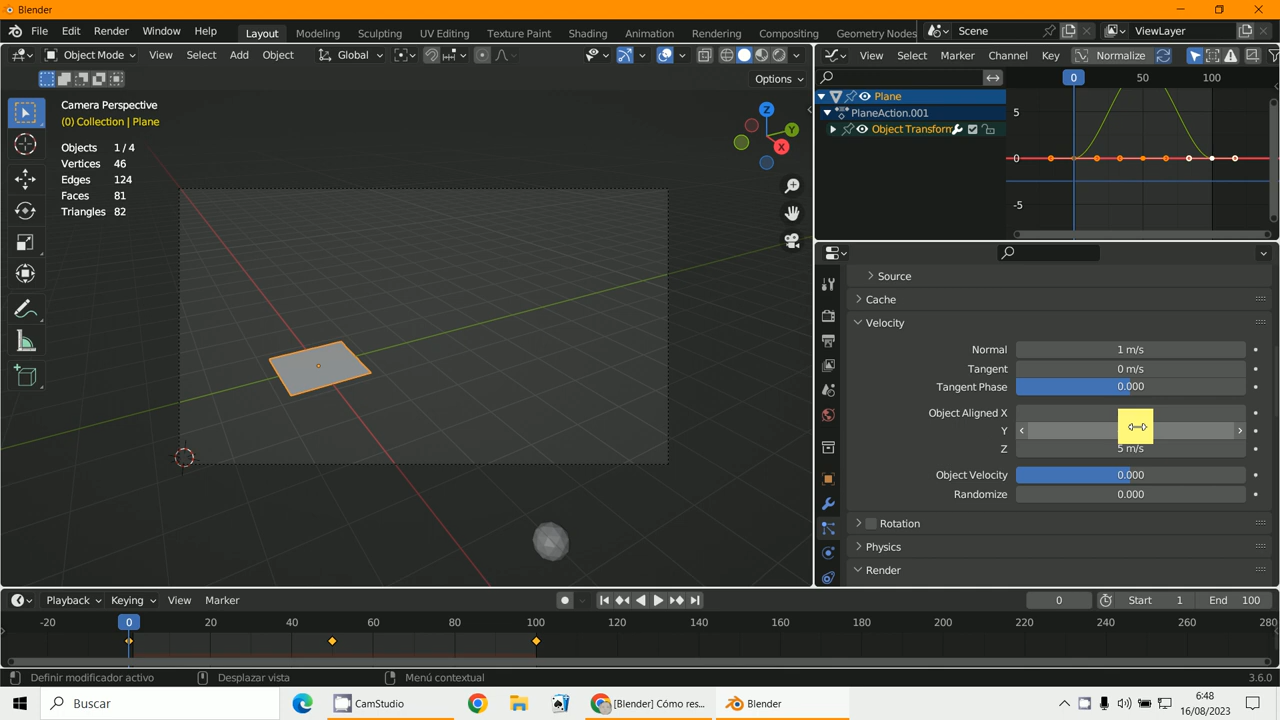 Blender
File Edit Render Window Help
Layout Modeling Sculpting UV Editing Texture Paint Shading Animation Rendering Compositing Geometry Nodes
Scene
ViewLayer
Object Mode View Select Add Object Global
View Select Marker Channel Key Normalize
Options
Camera Perspective
(0) Collection | Plane
Objects 1 / 4
Vertices 46
Edges 124
Faces 81
Triangles 82
Z
Y
X
0 50 100
Plane
PlaneAction.001
Object Transform
5
0
-5
Source
Cache
Velocity
Normal 1 m/s
Tangent 0 m/s
Tangent Phase 0.000
Object Aligned X
Y
Z 5 m/s
Object Velocity 0.000
Randomize 0.000
Rotation
Physics
Render
Playback Keying View Marker
0 Start 1 End 100
-20 0 20 40 60 80 100 120 140 160 180 200 220 240 260 280
Definir modificador activo Desplazar vista Menú contextual 3.6.0
Buscar
CamStudio
[Blender] Cómo res...
Blender
6:48
16/08/2023